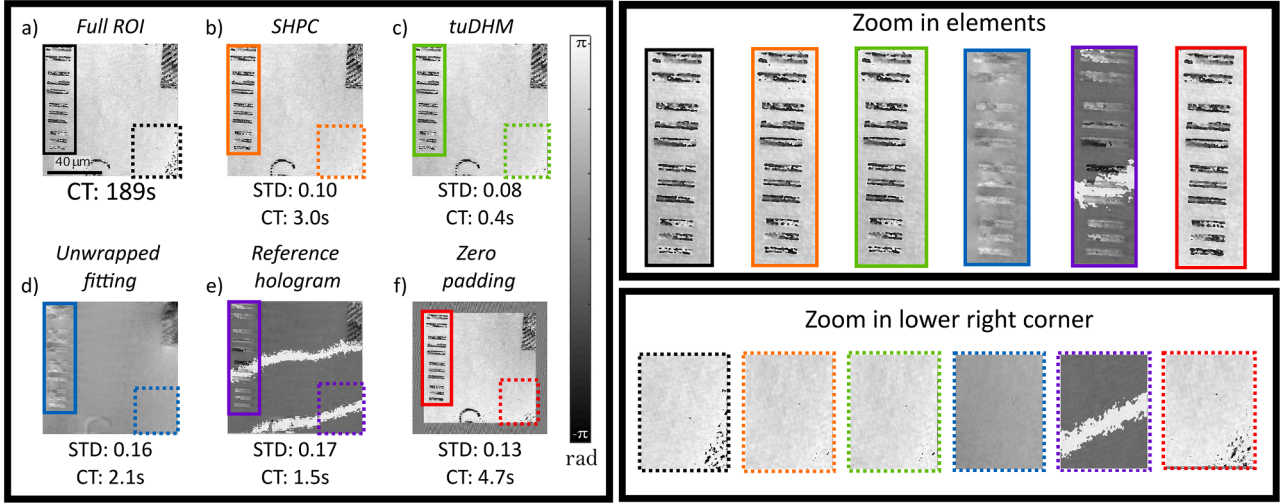 a) Full ROI
b) SHPC
c) tuDHM
40 μm
CT: 189s
STD: 0.10
CT: 3.0s
STD: 0.08
CT: 0.4s
d) Unwrapped
fitting
e) Reference
hologram
f) Zero
padding
STD: 0.16
CT: 2.1s
STD: 0.17
CT: 1.5s
STD: 0.13
CT: 4.7s
π
-π
rad
Zoom in elements
Zoom in lower right corner